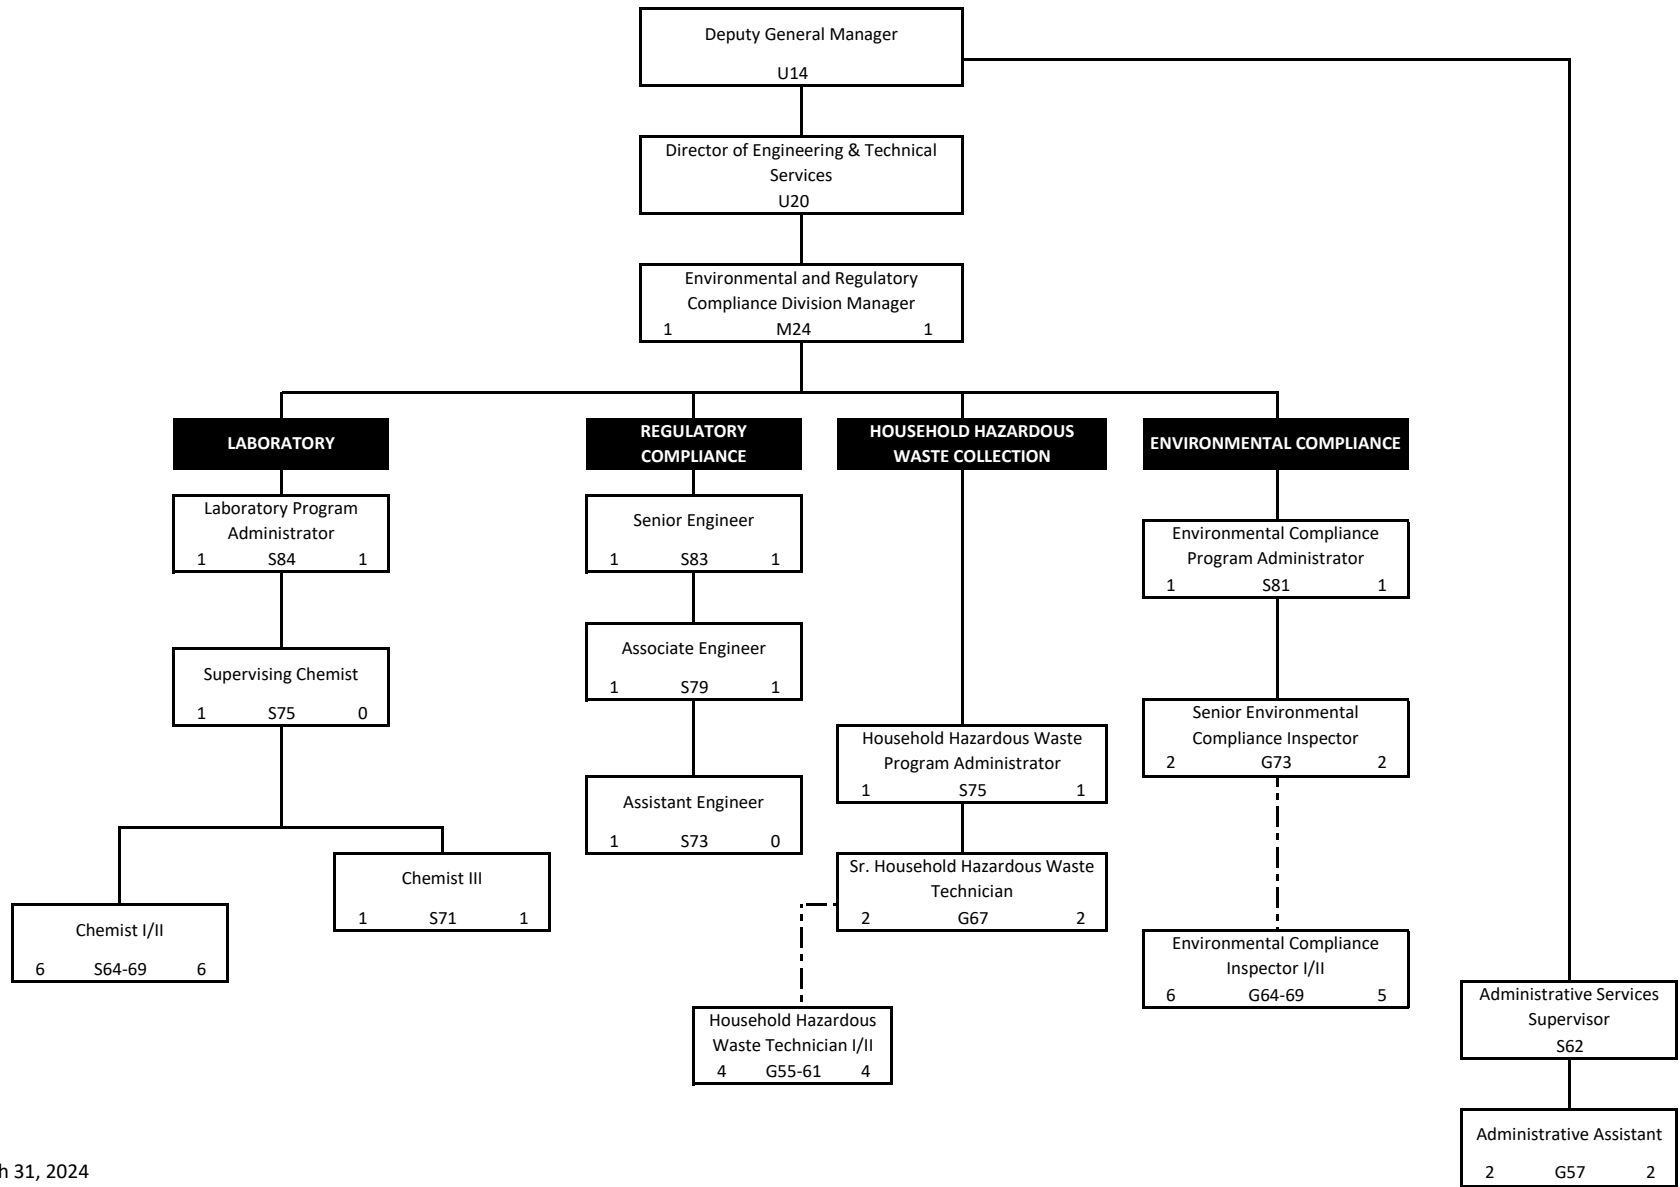 Deputy General Manager
U14
Director of Engineering & Technical
Services
U20
Environmental and Regulatory
Compliance Division Manager
1 M24 1
LABORATORY
Laboratory Program
Administrator
1 S84 1
Supervising Chemist
1 S75 0
Chemist I/II
6 S64-69 6
Chemist III
1 S71 1
REGULATORY
COMPLIANCE
Senior Engineer
1 S83 1
Associate Engineer
1 S79 1
Assistant Engineer
1 S73 0
HOUSEHOLD HAZARDOUS
WASTE COLLECTION
Household Hazardous Waste
Program Administrator
1 S75 1
Sr. Household Hazardous Waste
Technician
2 G67 2
Household Hazardous
Waste Technician I/II
4 G55-61 4
ENVIRONMENTAL COMPLIANCE
Environmental Compliance
Program Administrator
1 S81 1
Senior Environmental
Compliance Inspector
2 G73 2
Environmental Compliance
Inspector I/II
6 G64-69 5
Administrative Services
Supervisor
S62
Administrative Assistant
2 G57 2
h 31, 2024